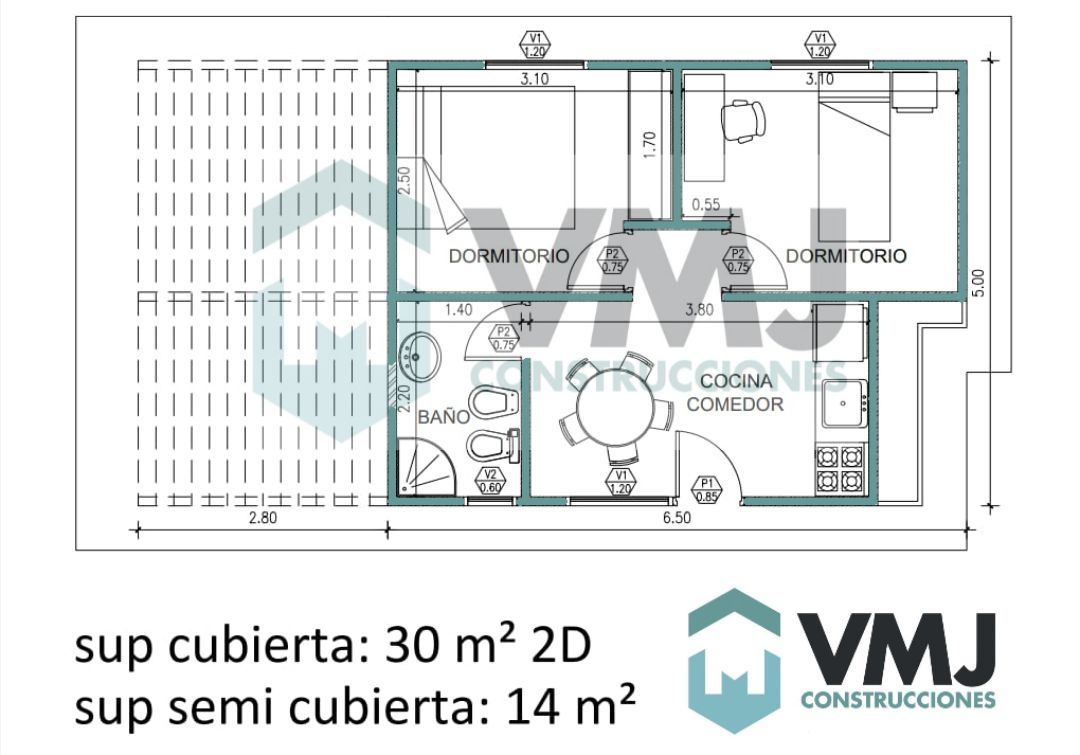 V1
1.20
V1
1.20
3.10
3.10
1.70
2.50
0.55
DORMITORIO
P2
0.75
P2
0.75
DORMITORIO
VMJ
CONSTRUCCIONES
5.00
1.40
3.80
P2
0.75
COCINA
COMEDOR
2.20
BAÑO
V2
0.60
V1
1.20
P1
0.85
2.80
6.50
sup cubierta: 30 m² 2D
sup semi cubierta: 14 m²
VMJ
CONSTRUCCIONES